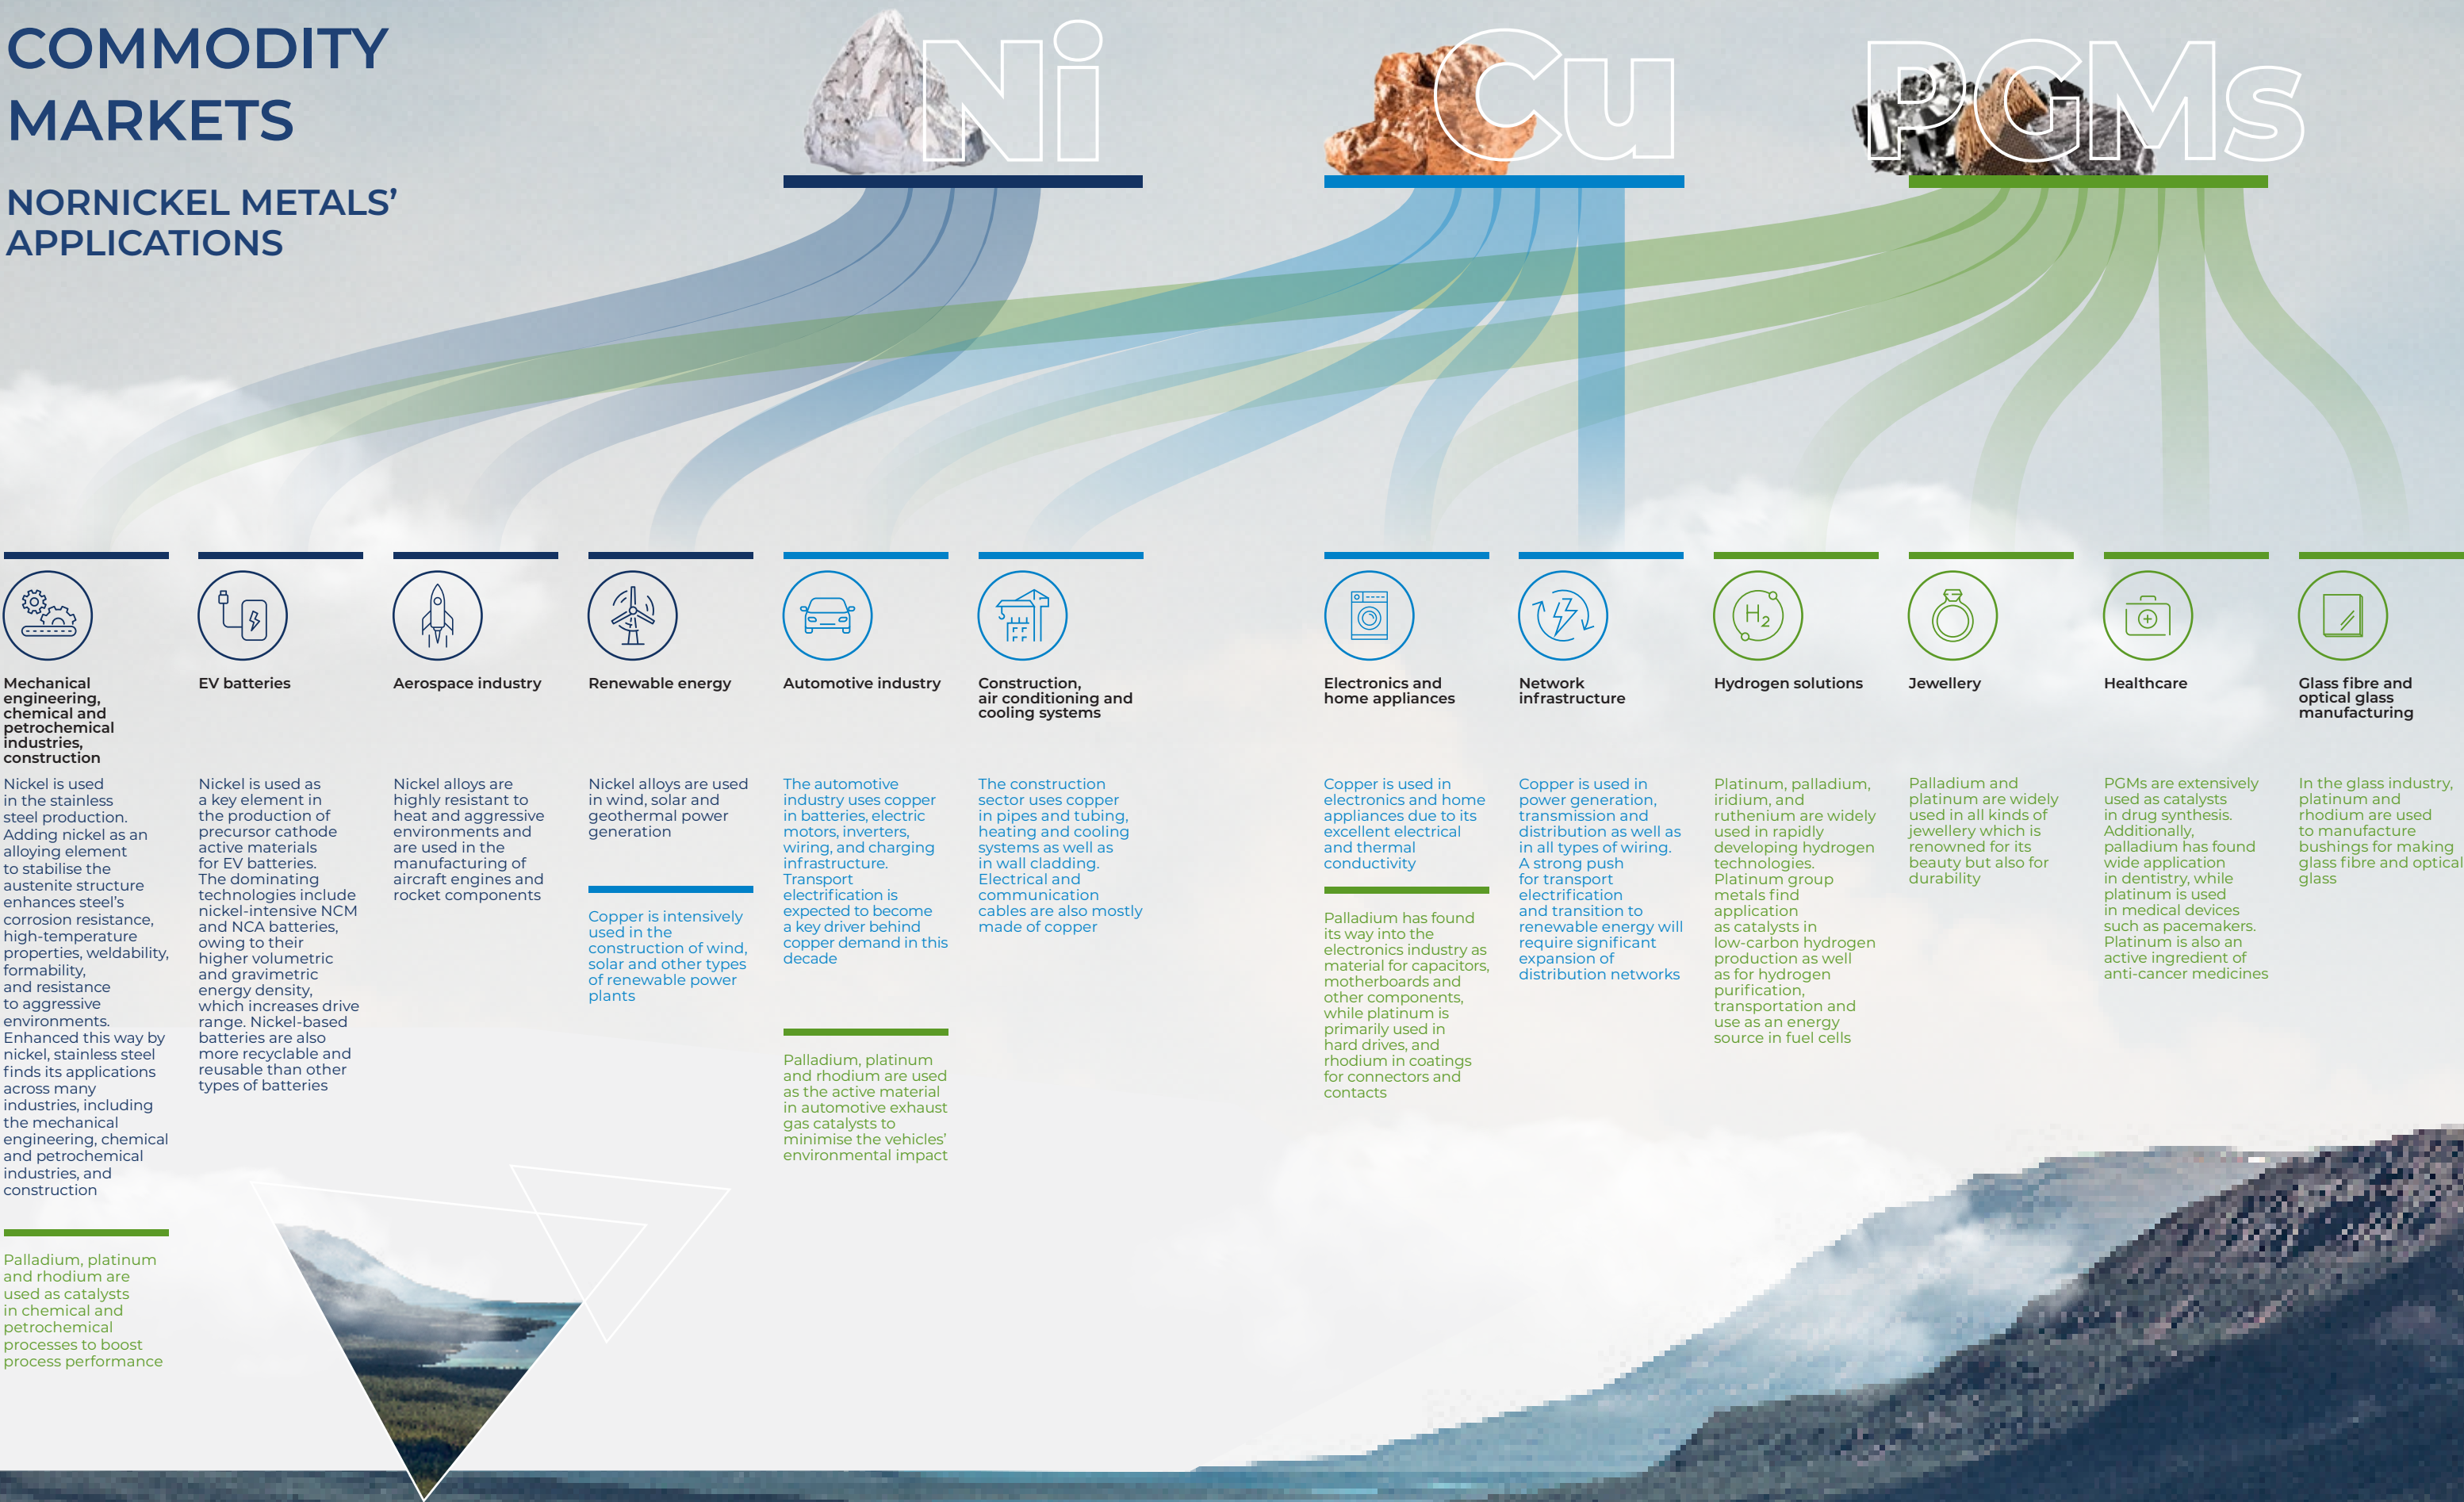 COMMODITY
MARKETS
NORNICKEL METALS’
APPLICATIONS
Ni
Cu
PGMs
Mechanical
engineering,
chemical and
petrochemical
industries,
construction
Nickel is used
in the stainless
steel production.
Adding nickel as an
alloying element
to stabilise the
austenite structure
enhances steel’s
corrosion resistance,
high-temperature
properties, weldability,
formability,
and resistance
to aggressive
environments.
Enhanced this way by
nickel, stainless steel
finds its applications
across many
industries, including
the mechanical
engineering, chemical
and petrochemical
industries, and
construction
Palladium, platinum
and rhodium are
used as catalysts
in chemical and
petrochemical
processes to boost
process performance
EV batteries
Nickel is used as
a key element in
the production of
precursor cathode
active materials
for EV batteries.
The dominating
technologies include
nickel-intensive NCM
and NCA batteries,
owing to their
higher volumetric
and gravimetric
energy density,
which increases drive
range. Nickel-based
batteries are also
more recyclable and
reusable than other
types of batteries
Aerospace industry
Nickel alloys are
highly resistant to
heat and aggressive
environments and
are used in the
manufacturing of
aircraft engines and
rocket components
Renewable energy
Nickel alloys are used
in wind, solar and
geothermal power
generation
Copper is intensively
used in the
construction of wind,
solar and other types
of renewable power
plants
Automotive industry
The automotive
industry uses copper
in batteries, electric
motors, inverters,
wiring, and charging
infrastructure.
Transport
electrification is
expected to become
a key driver behind
copper demand in this
decade
Palladium, platinum
and rhodium are used
as the active material
in automotive exhaust
gas catalysts to
minimise the vehicles’
environmental impact
Construction,
air conditioning and
cooling systems
The construction
sector uses copper
in pipes and tubing,
heating and cooling
systems as well as
in wall cladding.
Electrical and
communication
cables are also mostly
made of copper
Electronics and
home appliances
Copper is used in
electronics and home
appliances due to its
excellent electrical
and thermal
conductivity
Palladium has found
its way into the
electronics industry as
material for capacitors,
motherboards and
other components,
while platinum is
primarily used in
hard drives, and
rhodium in coatings
for connectors and
contacts
Network
infrastructure
Copper is used in
power generation,
transmission and
distribution as well as
in all types of wiring.
A strong push
for transport
electrification
and transition to
renewable energy will
require significant
expansion of
distribution networks
H2
Hydrogen solutions
Platinum, palladium,
iridium, and
ruthenium are widely
used in rapidly
developing hydrogen
technologies.
Platinum group
metals find
application
as catalysts in
low-carbon hydrogen
production as well
as for hydrogen
purification,
transportation and
use as an energy
source in fuel cells
Jewellery
Palladium and
platinum are widely
used in all kinds of
jewellery which is
renowned for its
beauty but also for
durability
Healthcare
PGMs are extensively
used as catalysts
in drug synthesis.
Additionally,
palladium has found
wide application
in dentistry, while
platinum is used
in medical devices
such as pacemakers.
Platinum is also an
active ingredient of
anti-cancer medicines
Glass fibre and
optical glass
manufacturing
In the glass industry,
platinum and
rhodium are used
to manufacture
bushings for making
glass fibre and optical
glass